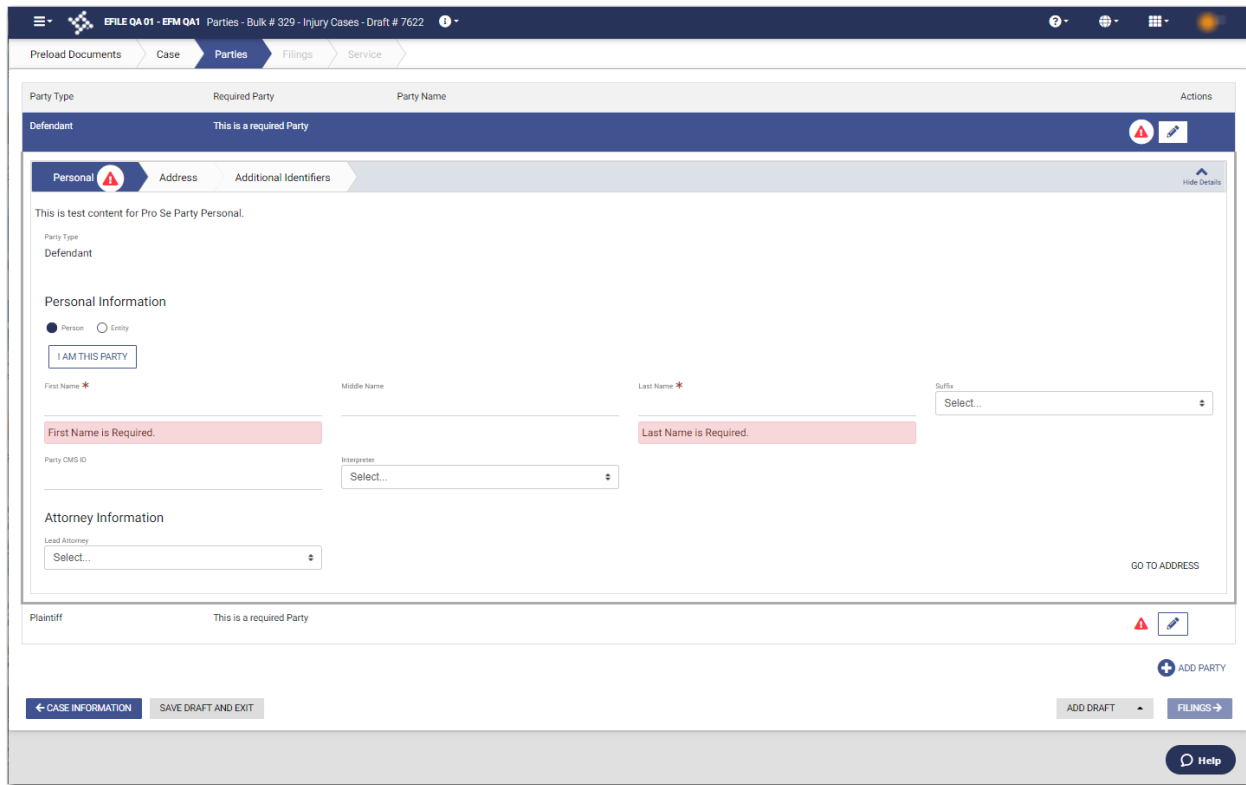 EFILE QA 01 - EFM QA1 Parties - Bulk # 329 - Injury Cases - Draft # 7622
Preload Documents Case Parties Filings Service
Party Type Required Party Party Name Actions
Defendant This is a required Party
Personal Address Additional Identifiers Hide Details
This is test content for Pro Se Party Personal.
Party Type
Defendant
Personal Information
Person Entity
I AM THIS PARTY
First Name * Middle Name Last Name * Suffix
Select...
First Name is Required. Last Name is Required.
Party CMS ID Interpreter
Select...
Attorney Information
Lead Attorney
Select...
GO TO ADDRESS
Plaintiff This is a required Party
ADD PARTY
CASE INFORMATION SAVE DRAFT AND EXIT ADD DRAFT FILINGS
Help